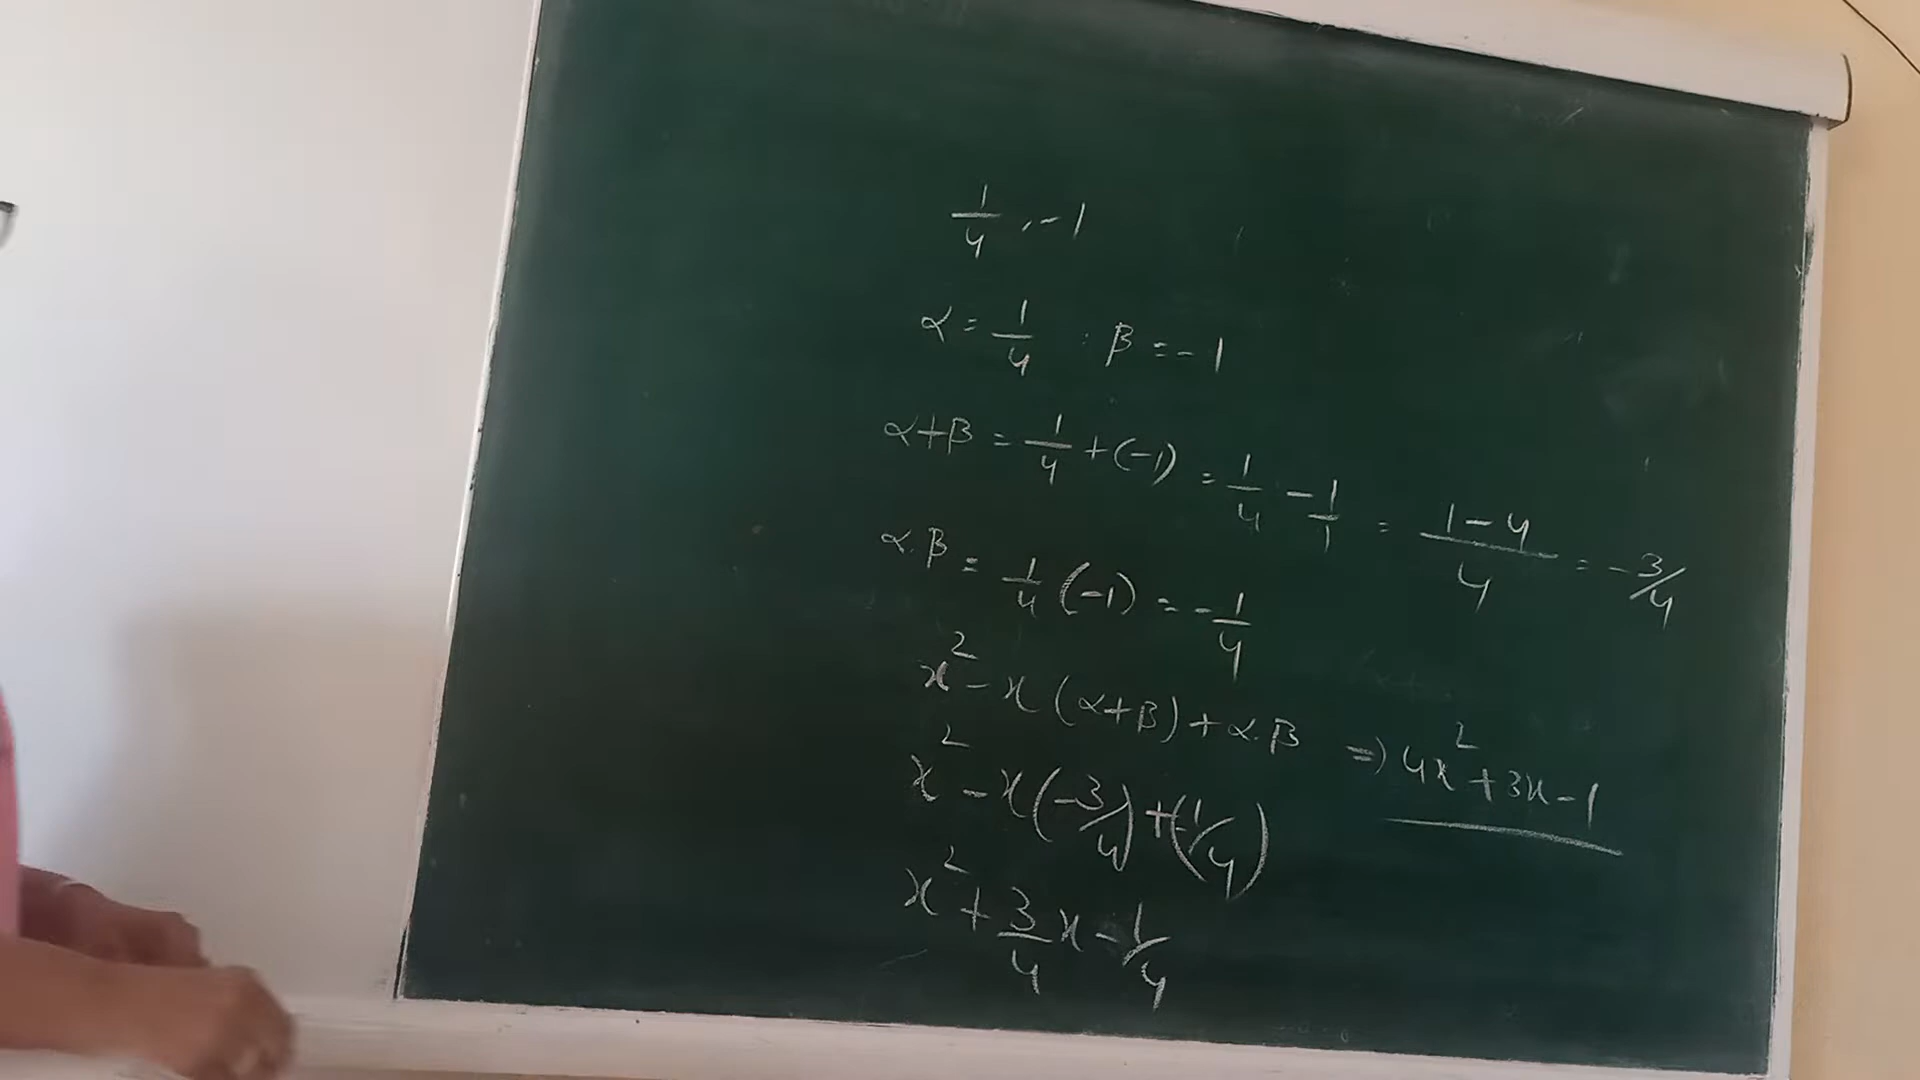 1/4, -1
α = 1/4 : β = -1
α+β = 1/4 + (-1) = 1/4 - 1/1 = (1-4)/4 = -3/4
α.β = 1/4 (-1) = -1/4
x² - x (α+β) + α.β ⇒ 4x² + 3x - 1
x² - x(-3/4) + (-1/4)
x² + 3/4 x - 1/4